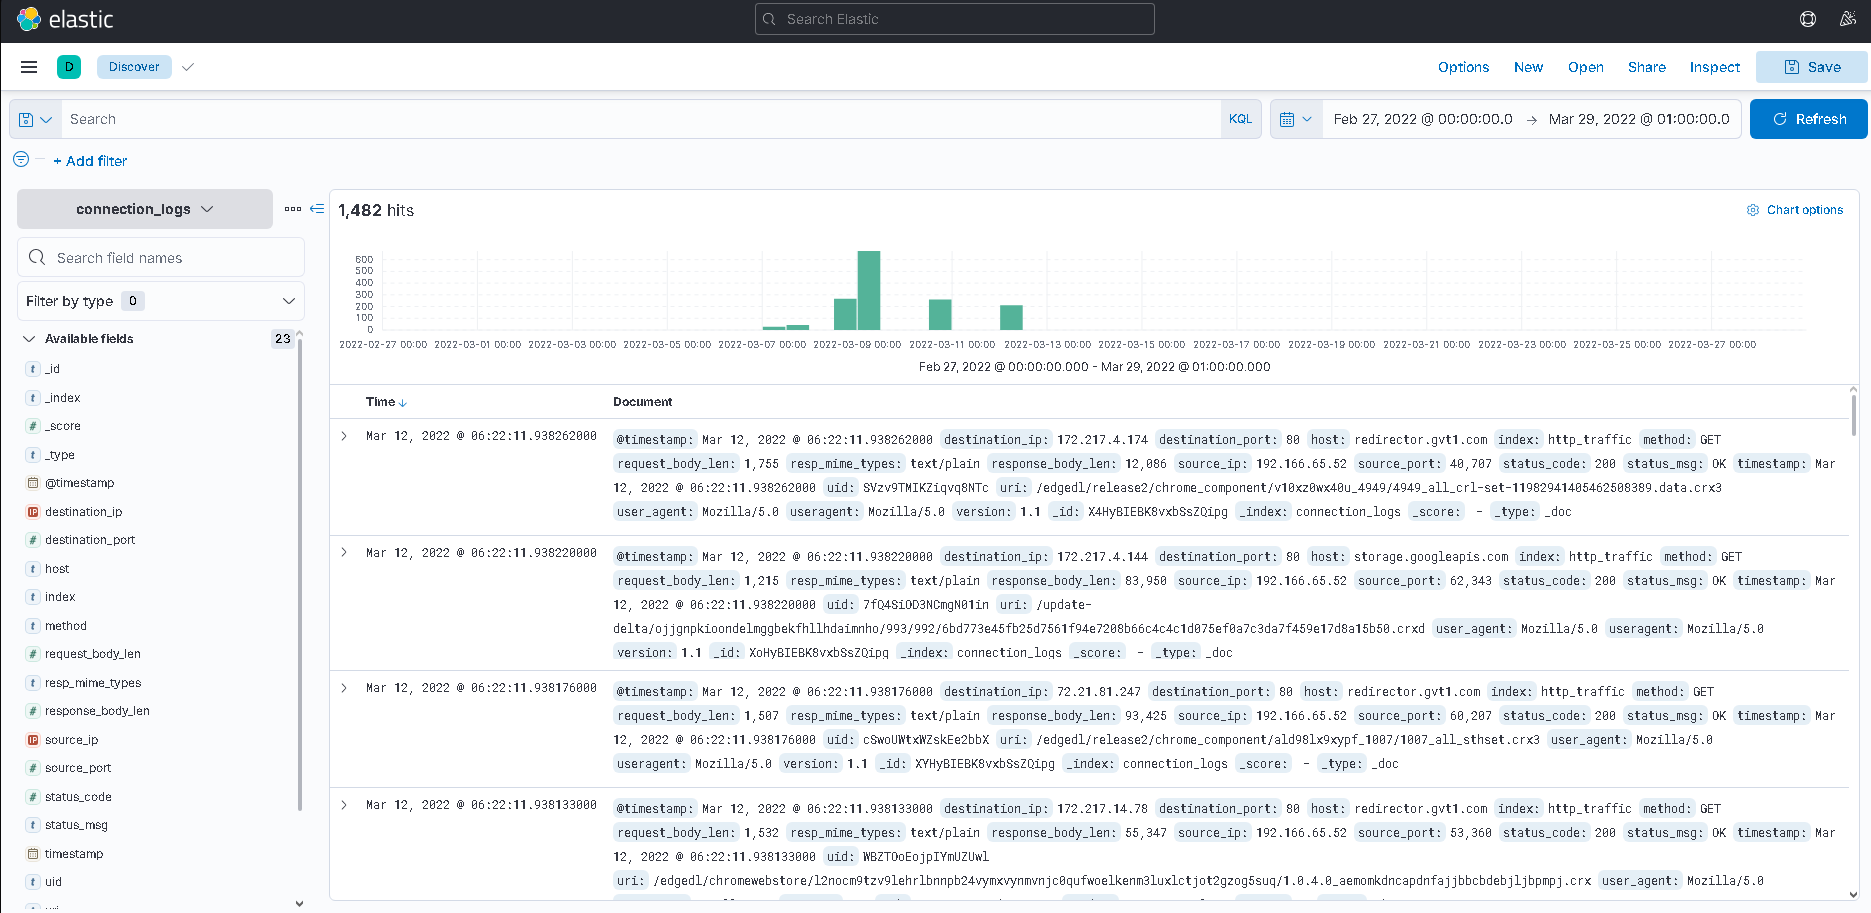 elastic
Search Elastic
D Discover
Options New Open Share Inspect Save
Search
KQL
Feb 27, 2022 @ 00:00:00.0 → Mar 29, 2022 @ 01:00:00.0
Refresh
+ Add filter
connection_logs
Search field names
Filter by type 0
Available fields 23
t _id
t _index
# _score
t _type
@timestamp
IP destination_ip
# destination_port
t host
t index
t method
# request_body_len
t resp_mime_types
# response_body_len
IP source_ip
# source_port
# status_code
t status_msg
timestamp
t uid
1,482 hits
Chart options
600
500
400
300
200
100
0
2022-02-27 00:00 2022-03-01 00:00 2022-03-03 00:00 2022-03-05 00:00 2022-03-07 00:00 2022-03-09 00:00 2022-03-11 00:00 2022-03-13 00:00 2022-03-15 00:00 2022-03-17 00:00 2022-03-19 00:00 2022-03-21 00:00 2022-03-23 00:00 2022-03-25 00:00 2022-03-27 00:00
Feb 27, 2022 @ 00:00:00.000 - Mar 29, 2022 @ 01:00:00.000
Time Document
Mar 12, 2022 @ 06:22:11.938262000
@timestamp: Mar 12, 2022 @ 06:22:11.938262000 destination_ip: 172.217.4.174 destination_port: 80 host: redirector.gvt1.com index: http_traffic method: GET
request_body_len: 1,755 resp_mime_types: text/plain response_body_len: 12,086 source_ip: 192.166.65.52 source_port: 40,707 status_code: 200 status_msg: OK timestamp: Mar
12, 2022 @ 06:22:11.938262000 uid: SVzv9TMIKZiqvq8NTc uri: /edgedl/release2/chrome_component/v10xz0wx40u_4949/4949_all_crl-set-11982941405462508389.data.crx3
user_agent: Mozilla/5.0 useragent: Mozilla/5.0 version: 1.1 _id: X4HyBIEBK8vxbSsZQipg _index: connection_logs _score: - _type: _doc
Mar 12, 2022 @ 06:22:11.938220000
@timestamp: Mar 12, 2022 @ 06:22:11.938220000 destination_ip: 172.217.4.144 destination_port: 80 host: storage.googleapis.com index: http_traffic method: GET
request_body_len: 1,215 resp_mime_types: text/plain response_body_len: 83,950 source_ip: 192.166.65.52 source_port: 62,343 status_code: 200 status_msg: OK timestamp: Mar
12, 2022 @ 06:22:11.938220000 uid: 7fQ4SiOD3NCmgN01in uri: /update-
delta/ojjgnpkioondelmggbekfhllhdaimnho/993/992/6bd773e45fb25d7561f94e7208b66c4c4c1d075ef0a7c3da7f459e17d8a15b50.crxd user_agent: Mozilla/5.0 useragent: Mozilla/5.0
version: 1.1 _id: XoHyBIEBK8vxbSsZQipg _index: connection_logs _score: - _type: _doc
Mar 12, 2022 @ 06:22:11.938176000
@timestamp: Mar 12, 2022 @ 06:22:11.938176000 destination_ip: 72.21.81.247 destination_port: 80 host: redirector.gvt1.com index: http_traffic method: GET
request_body_len: 1,507 resp_mime_types: text/plain response_body_len: 93,425 source_ip: 192.166.65.52 source_port: 60,207 status_code: 200 status_msg: OK timestamp: Mar
12, 2022 @ 06:22:11.938176000 uid: cSwoUWtxWZskEe2bbX uri: /edgedl/release2/chrome_component/ald98lx9xypf_1007/1007_all_sthset.crx3 user_agent: Mozilla/5.0
useragent: Mozilla/5.0 version: 1.1 _id: XYHyBIEBK8vxbSsZQipg _index: connection_logs _score: - _type: _doc
Mar 12, 2022 @ 06:22:11.938133000
@timestamp: Mar 12, 2022 @ 06:22:11.938133000 destination_ip: 172.217.14.78 destination_port: 80 host: redirector.gvt1.com index: http_traffic method: GET
request_body_len: 1,532 resp_mime_types: text/plain response_body_len: 55,347 source_ip: 192.166.65.52 source_port: 53,360 status_code: 200 status_msg: OK timestamp: Mar
12, 2022 @ 06:22:11.938133000 uid: WBZTOoEojpIYmUZUwl
uri: /edgedl/chromewebstore/l2nocm9tzv9lehrlbnnpb24vymxvynmvnjc0qufwoelkenm3luxlctjot2gzog5suq/1.0.4.0_aemomkdncapdnfajjbbcbdebjljbpmpj.crx user_agent: Mozilla/5.0